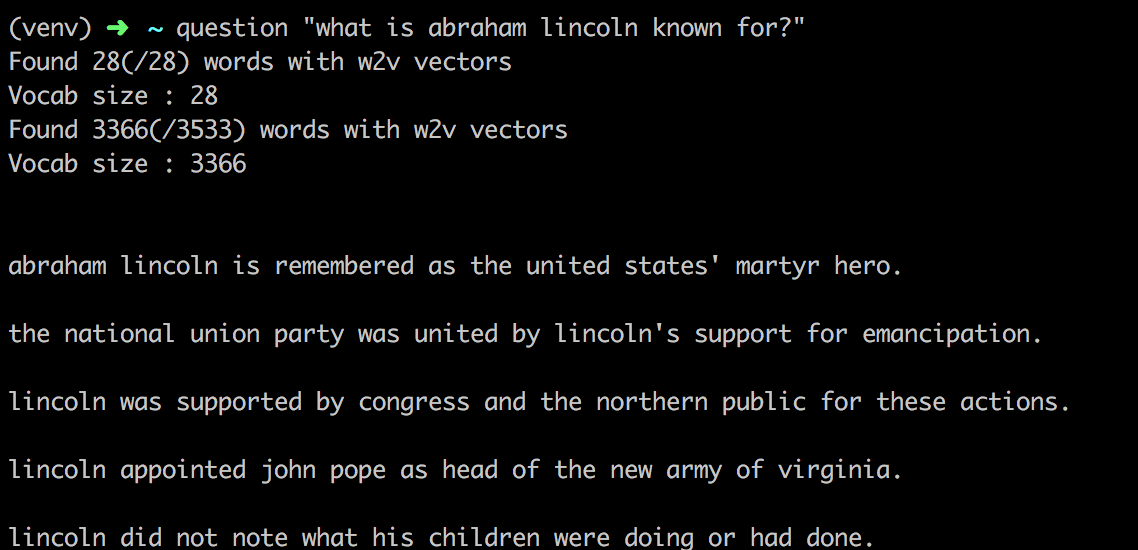 (venv) ➜ ~ question "what is abraham lincoln known for?"
Found 28(/28) words with w2v vectors
Vocab size : 28
Found 3366(/3533) words with w2v vectors
Vocab size : 3366
abraham lincoln is remembered as the united states' martyr hero.
the national union party was united by lincoln's support for emancipation.
lincoln was supported by congress and the northern public for these actions.
lincoln appointed john pope as head of the new army of virginia.
lincoln did not note what his children were doing or had done.